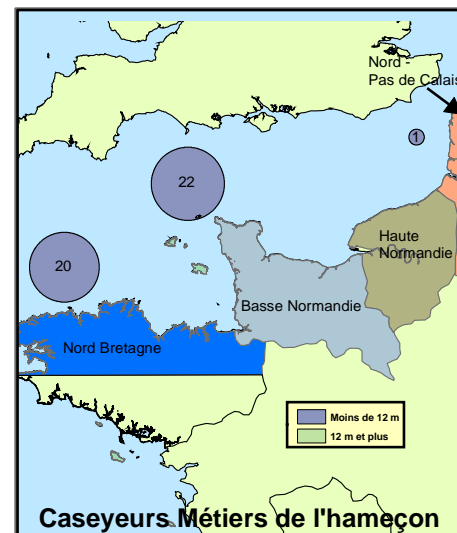 Nord -
Pas de Calais
1
22
Haute
Normandie
20
Basse Normandie
Nord Bretagne
Moins de 12 m
12 m et plus
Caseyeurs Métiers de l'hameçon